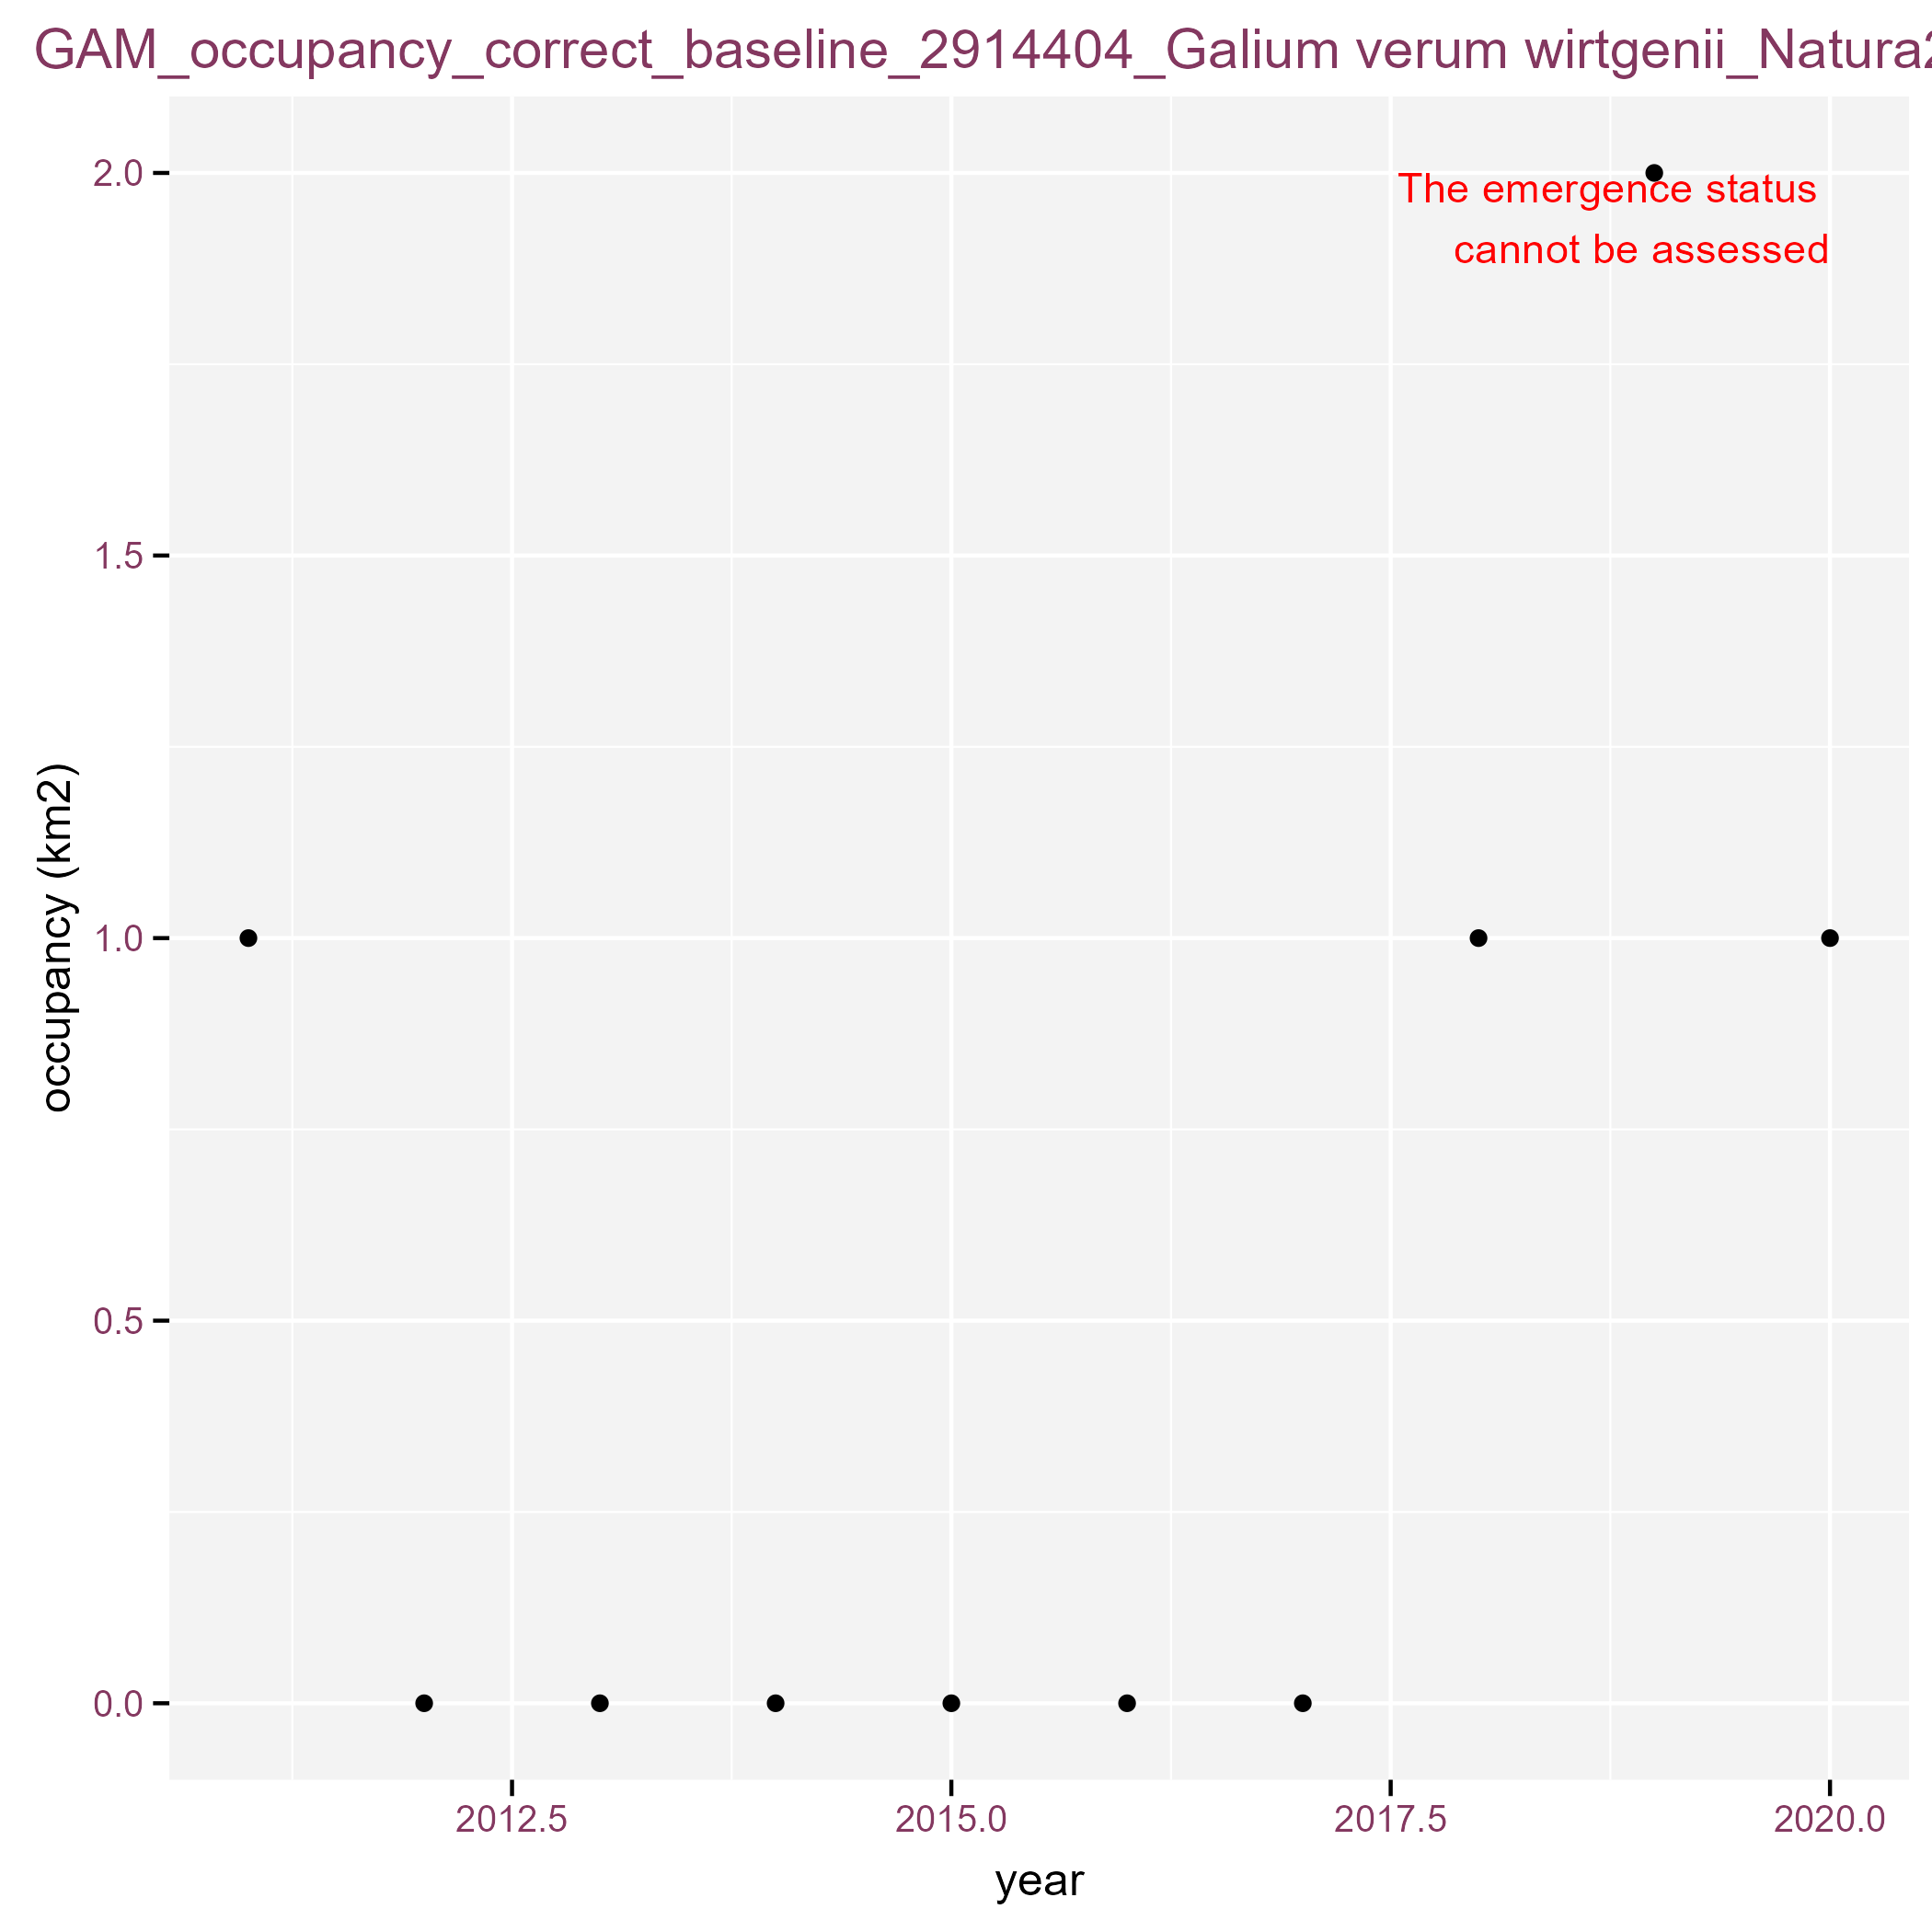 GAM_occupancy_correct_baseline_2914404_Galium verum wirtgenii_Natura2
2.0
The emergence status
cannot be assessed
1.5
occupancy (km2)
1.0
0.5
0.0
2012.5 2015.0 2017.5 2020.0
year